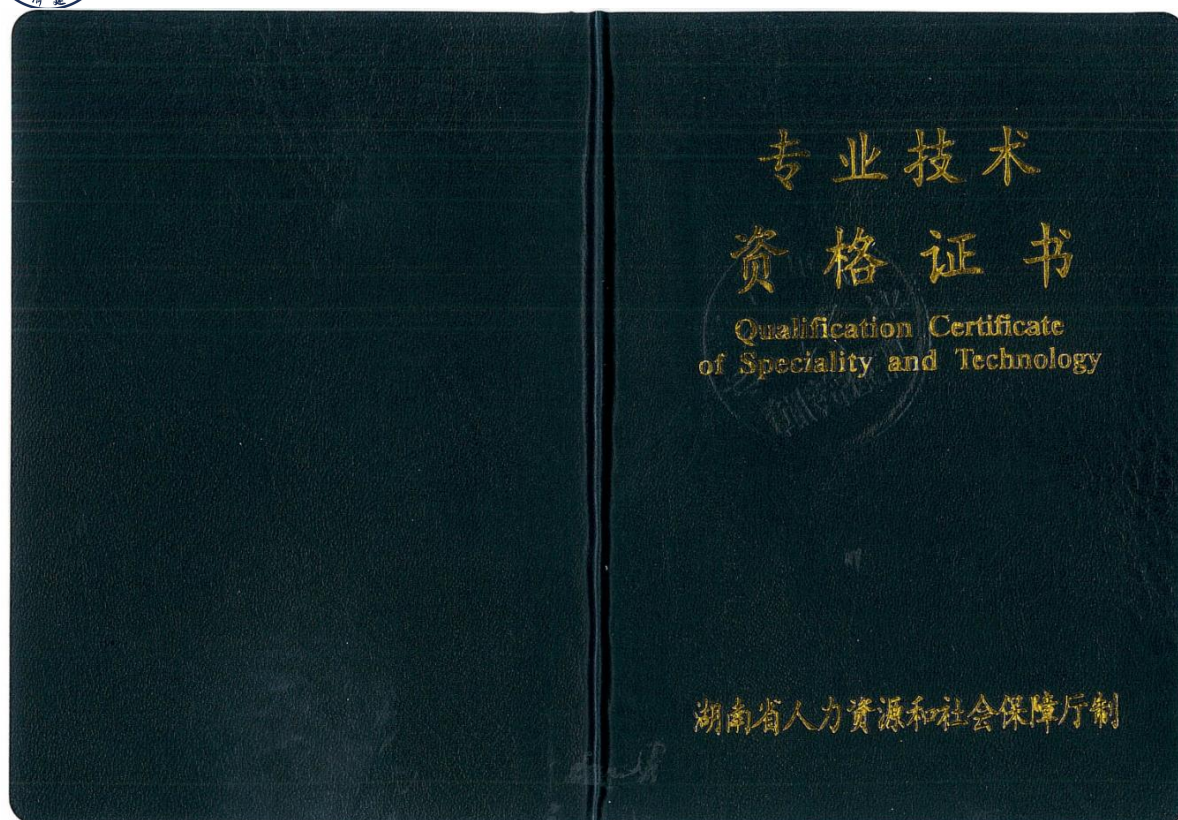 专业技术
资格证书
Qualification Certificate
of Speciality and Technology
湖南省人力资源和社会保障厅制